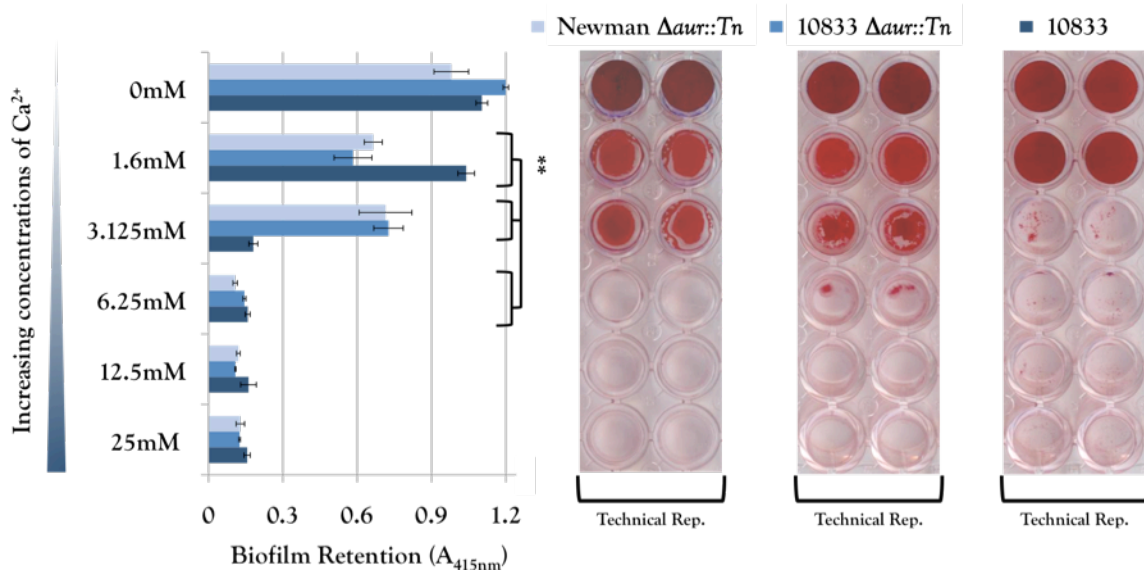 Newman Δaur::Tn
10833 Δaur::Tn
10833
Increasing concentrations of Ca²⁺
0mM
1.6mM
3.125mM
6.25mM
12.5mM
25mM
**
0 0.3 0.6 0.9 1.2
Biofilm Retention (A₄₁₅ₙₘ)
Technical Rep.
Technical Rep.
Technical Rep.